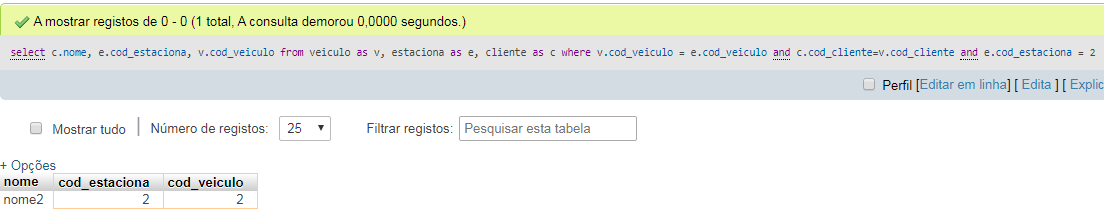 A mostrar registos de 0 - 0 (1 total, A consulta demorou 0,0000 segundos.)
select c.nome, e.cod_estaciona, v.cod_veiculo from veiculo as v, estaciona as e, cliente as c where v.cod_veiculo = e.cod_veiculo and c.cod_cliente=v.cod_cliente and e.cod_estaciona = 2
Perfil [Editar em linha] [ Edita ] [ Explic
Mostrar tudo | Número de registos: 25 Filtrar registos: Pesquisar esta tabela
+ Opções
nome cod_estaciona cod_veiculo
nome2 2 2